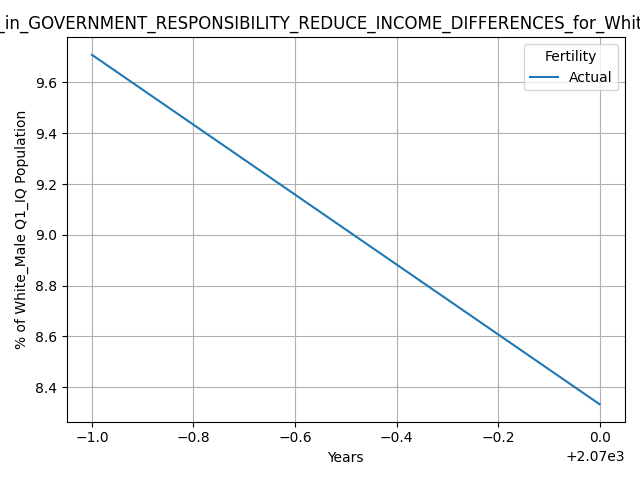 _in_GOVERNMENT_RESPONSIBILITY_REDUCE_INCOME_DIFFERENCES_for_Whit
Fertility
Actual
9.6
9.4
9.2
9.0
8.8
8.6
8.4
% of White_Male Q1_IQ Population
−1.0 −0.8 −0.6 −0.4 −0.2 0.0
Years
+2.07e3